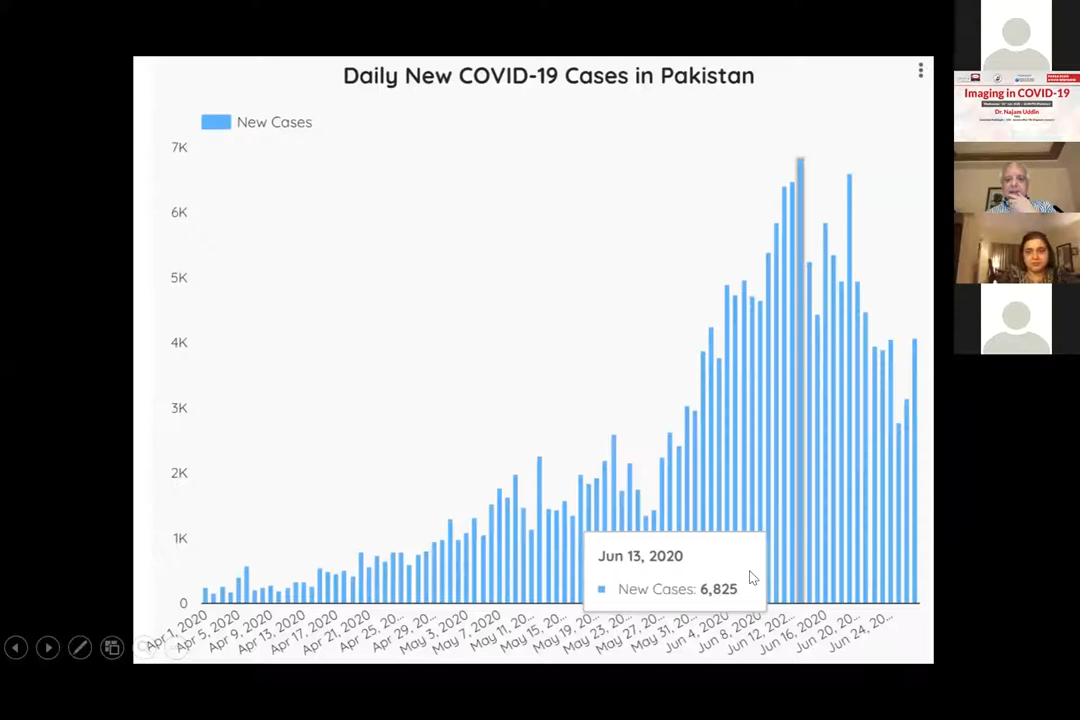 Daily New COVID-19 Cases in Pakistan
New Cases
7K
6K
5K
4K
3K
2K
1K
0
Jun 13, 2020
New Cases: 6,825
Apr 1, 2020
Apr 5, 2020
Apr 9, 2020
Apr 13, 2020
Apr 17, 2020
Apr 21, 2020
Apr 25, 20...
Apr 29, 20...
May 3, 2020
May 7, 2020
May 11, 20...
May 15, 20...
May 19, 20...
May 23, 20...
May 27, 20...
May 31, 20...
Jun 4, 2020
Jun 8, 2020
Jun 12, 202...
Jun 16, 2020
Jun 20, 20...
Jun 24, 20...
Imaging in COVID-19
Dr. Najam Uddin